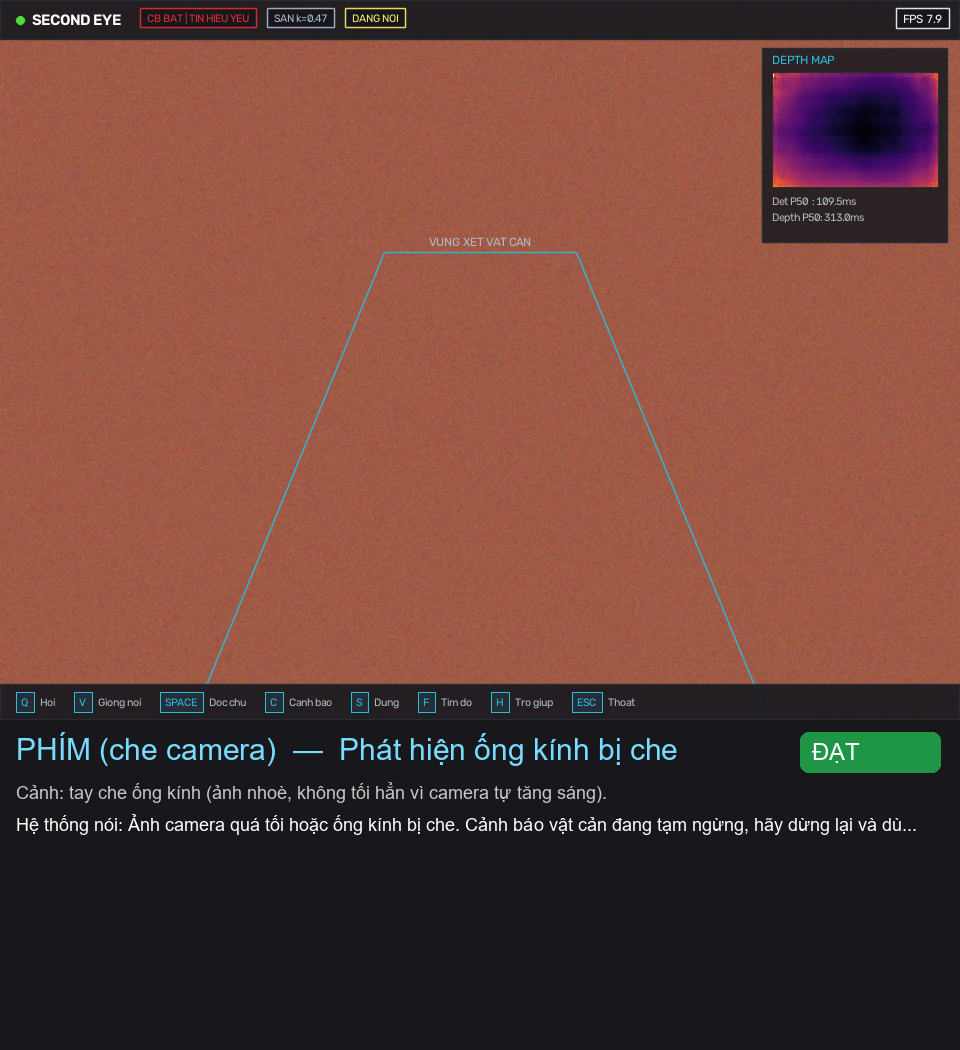 SECOND EYE CB BAT | TIN HIEU YEU SAN k=0.47 DANG NOI FPS 7.9
DEPTH MAP
Det P50 : 109.5ms
Depth P50: 313.0ms
VUNG XET VAT CAN
Q Hoi V Giong noi SPACE Doc chu C Canh bao S Dung F Tim do H Tro giup ESC Thoat
PHÍM (che camera) — Phát hiện ống kính bị che ĐẠT
Cảnh: tay che ống kính (ảnh nhoè, không tối hẳn vì camera tự tăng sáng).
Hệ thống nói: Ảnh camera quá tối hoặc ống kính bị che. Cảnh báo vật cản đang tạm ngừng, hãy dừng lại và dù...